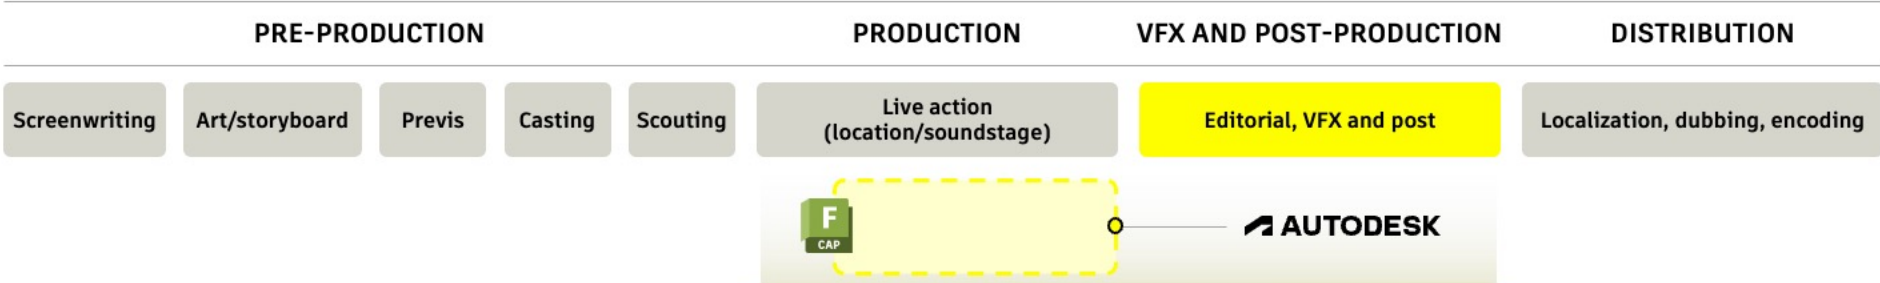 PRE-PRODUCTION
PRODUCTION
VFX AND POST-PRODUCTION
DISTRIBUTION
Screenwriting
Art/storyboard
Previs
Casting
Scouting
Live action
(location/soundstage)
Editorial, VFX and post
Localization, dubbing, encoding
F
CAP
AUTODESK